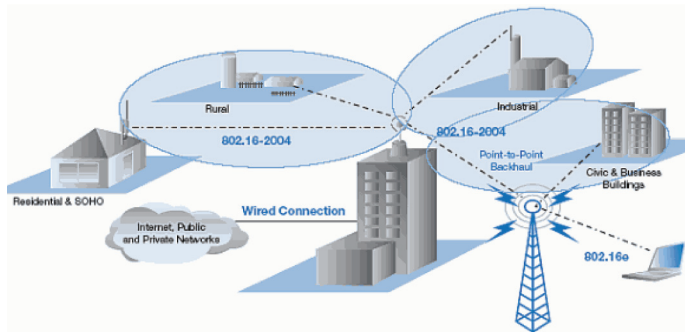 Rural
Industrial
802.16-2004
802.16-2004
Point-to-Point
Backhaul
Civic & Business
Buildings
Residential & SOHO
Wired Connection
Internet, Public
and Private Networks
802.16e